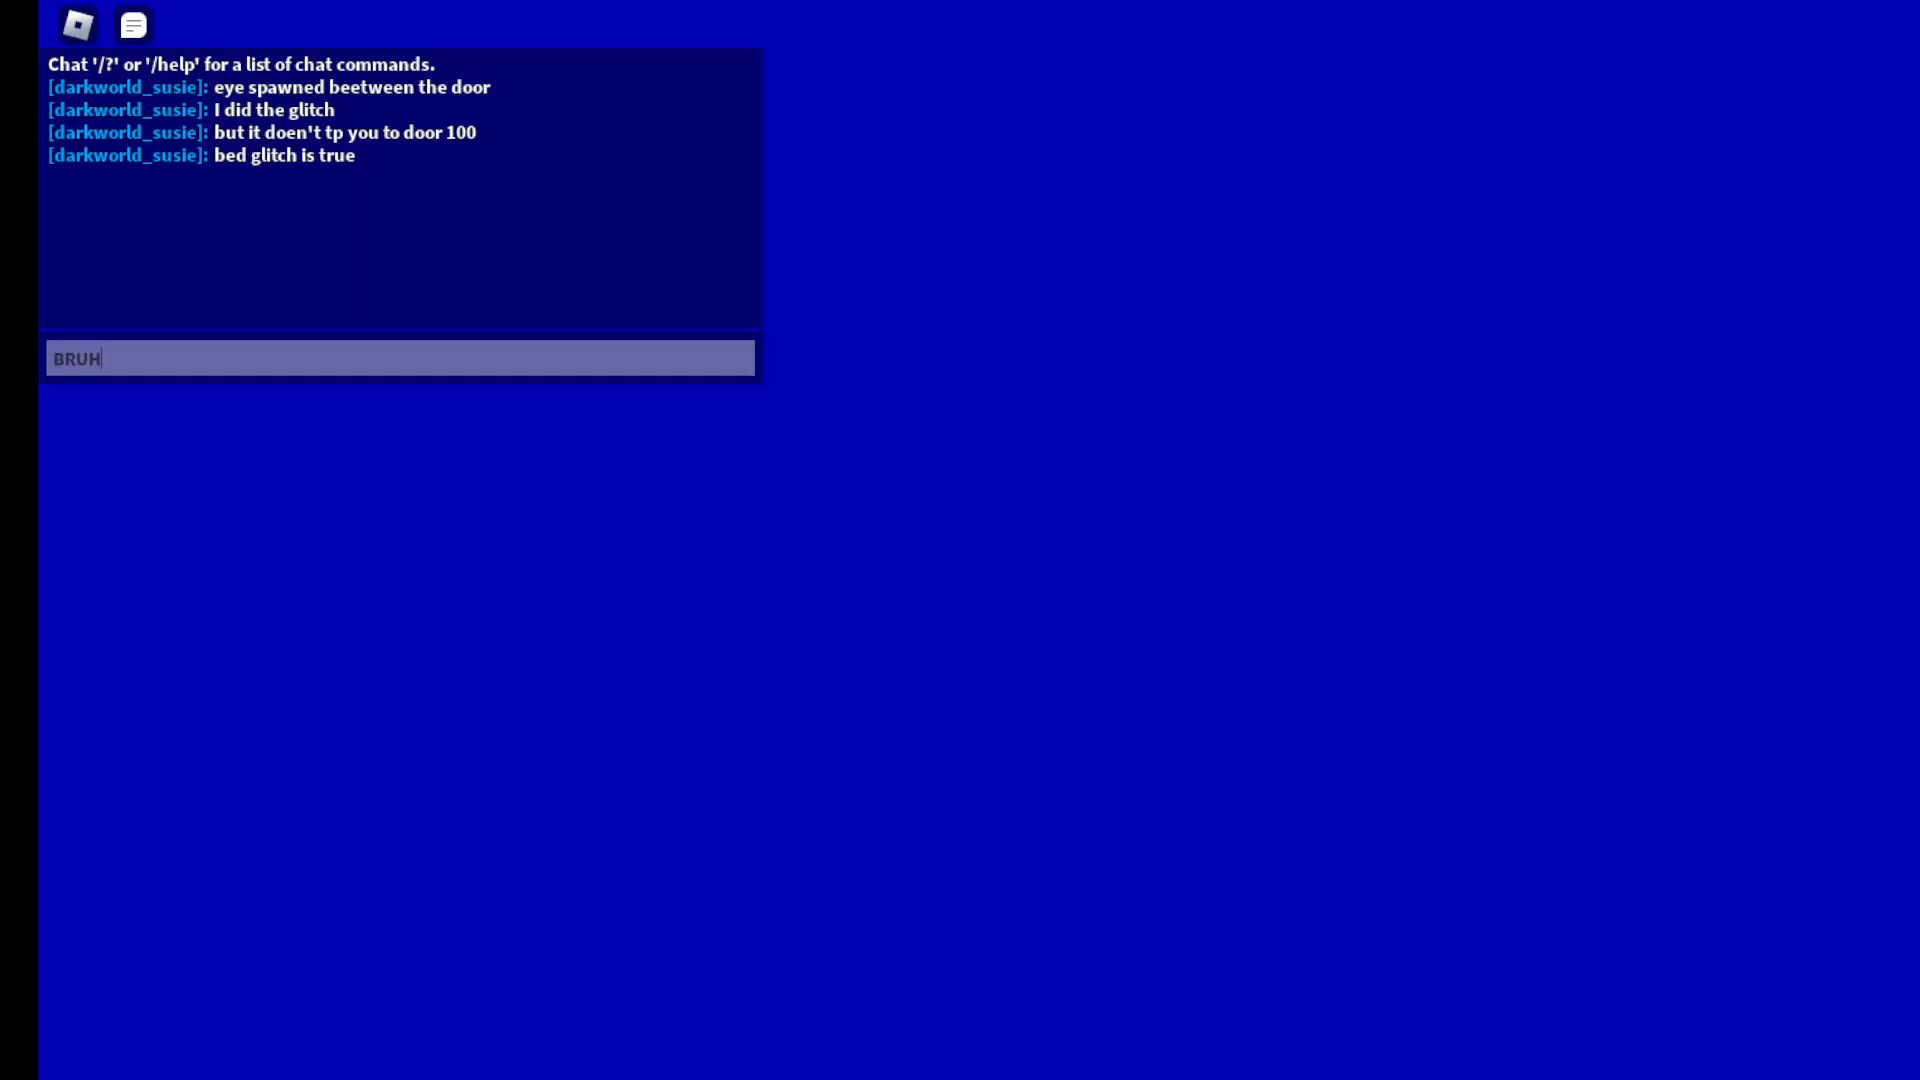 Chat '/?' or '/help' for a list of chat commands.
[darkworld_susie]: eye spawned beetween the door
[darkworld_susie]: I did the glitch
[darkworld_susie]: but it doen't tp you to door 100
[darkworld_susie]: bed glitch is true
BRUH